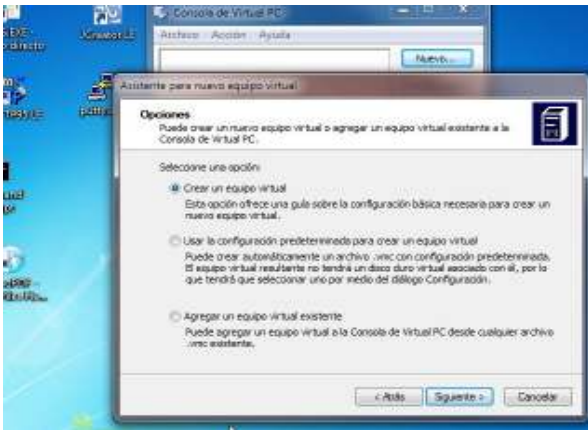 Consola de Virtual PC
JCreator LE
Archivo Acción Ayuda
Nuevo...
Asistente para nuevo equipo virtual
Opciones
Puede crear un nuevo equipo virtual o agregar un equipo virtual existente a la
Consola de Virtual PC.
Seleccione una opción:
Crear un equipo virtual
Esta opción ofrece una guía sobre la configuración básica necesaria para crear un
nuevo equipo virtual.
Usar la configuración predeterminada para crear un equipo virtual
Puede crear automáticamente un archivo .vmc con configuración predeterminada.
El equipo virtual resultante no tendrá un disco duro virtual asociado con él, por lo
que tendrá que seleccionar uno por medio del diálogo Configuración.
Agregar un equipo virtual existente
Puede agregar un equipo virtual a la Consola de Virtual PC desde cualquier archivo
.vmc existente.
< Atrás Siguiente > Cancelar